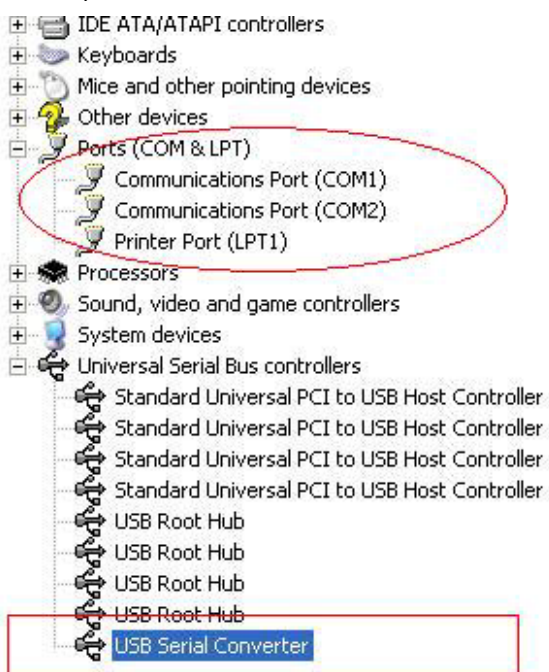 IDE ATA/ATAPI controllers
Keyboards
Mice and other pointing devices
Other devices
Ports (COM & LPT)
Communications Port (COM1)
Communications Port (COM2)
Printer Port (LPT1)
Processors
Sound, video and game controllers
System devices
Universal Serial Bus controllers
Standard Universal PCI to USB Host Controller
Standard Universal PCI to USB Host Controller
Standard Universal PCI to USB Host Controller
Standard Universal PCI to USB Host Controller
USB Root Hub
USB Root Hub
USB Root Hub
USB Root Hub
USB Serial Converter